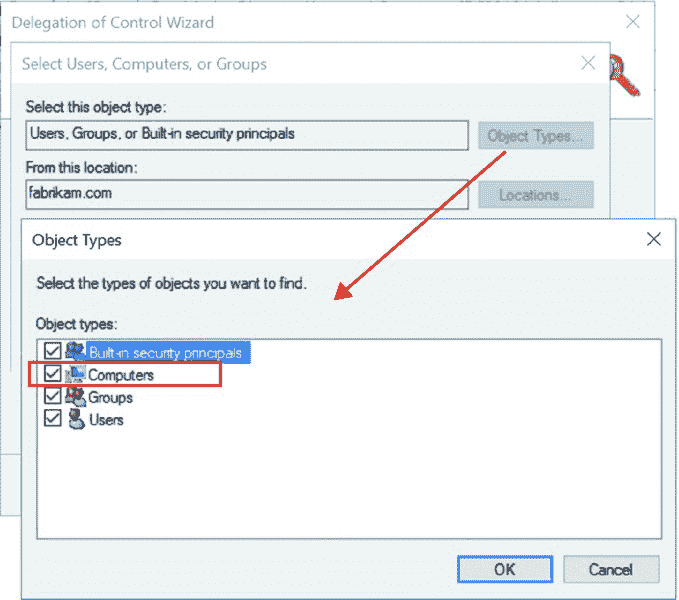 Delegation of Control Wizard
Select Users, Computers, or Groups
Select this object type:
Users, Groups, or Built-in security principals
Object Types...
From this location:
fabrikam.com
Locations...
Object Types
Select the types of objects you want to find.
Object types:
Built-in security principals
Computers
Groups
Users
OK
Cancel